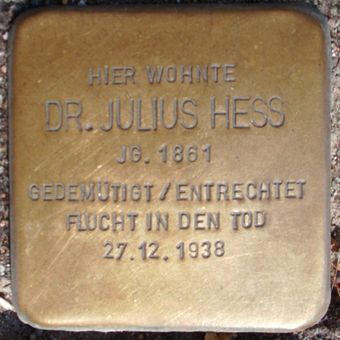 HIER WOHNTE
DR. JULIUS HESS
JG. 1861
GEDEMÜTIGT / ENTRECHTET
FLUCHT IN DEN TOD
27.12.1938